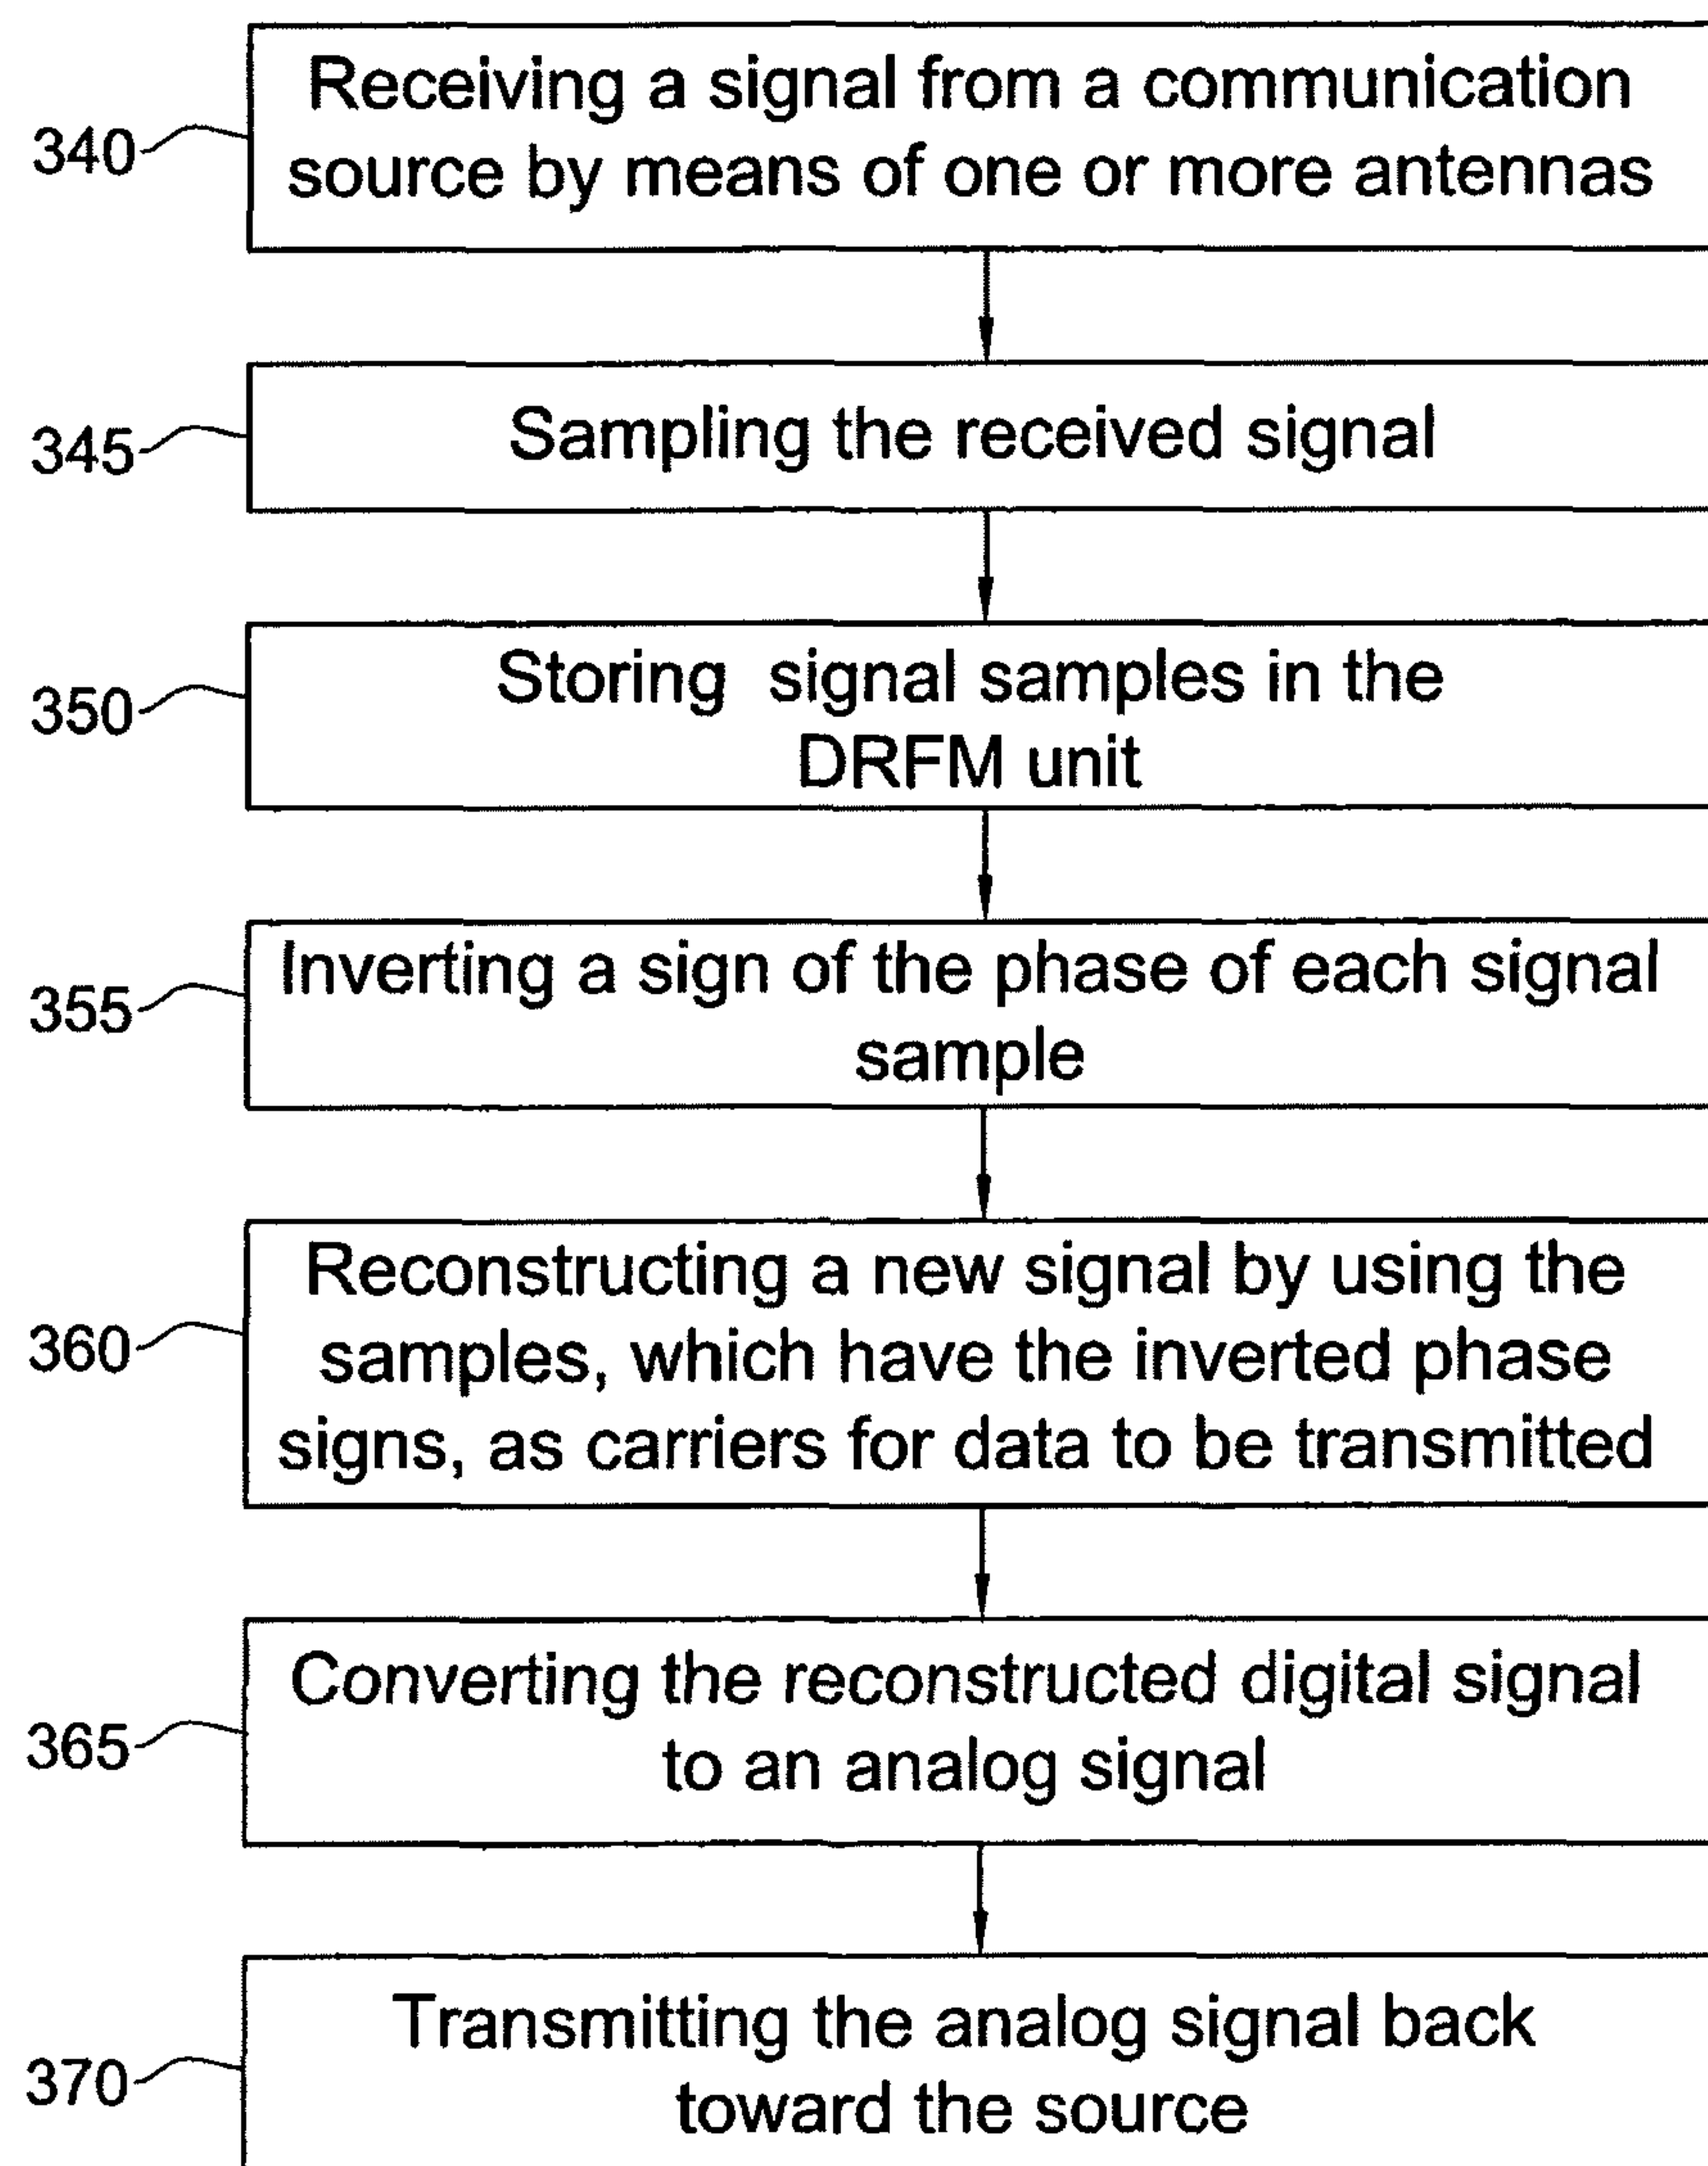 340
Receiving a signal from a communication
source by means of one or more antennas
345
Sampling the received signal
350
Storing signal samples in the
DRFM unit
355
Inverting a sign of the phase of each signal
sample
360
Reconstructing a new signal by using the
samples, which have the inverted phase
signs, as carriers for data to be transmitted
365
Converting the reconstructed digital signal
to an analog signal
370
Transmitting the analog signal back
toward the source